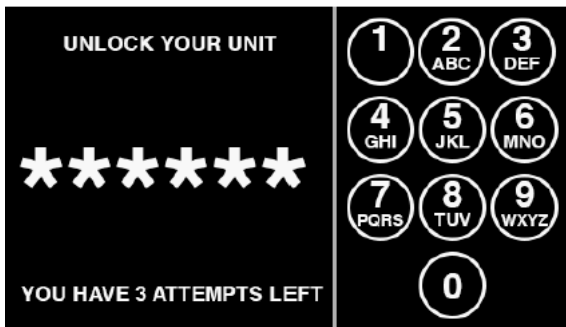 UNLOCK YOUR UNIT
******
YOU HAVE 3 ATTEMPTS LEFT
1
2
ABC
3
DEF
4
GHI
5
JKL
6
MNO
7
PQRS
8
TUV
9
WXYZ
0